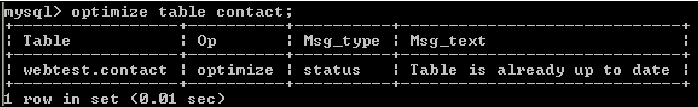 mysql> optimize table contact;
+-----------------+----------+----------+-----------------------------+
| Table           | Op       | Msg_type | Msg_text                    |
+-----------------+----------+----------+-----------------------------+
| webtest.contact | optimize | status   | Table is already up to date |
+-----------------+----------+----------+-----------------------------+
1 row in set (0.01 sec)